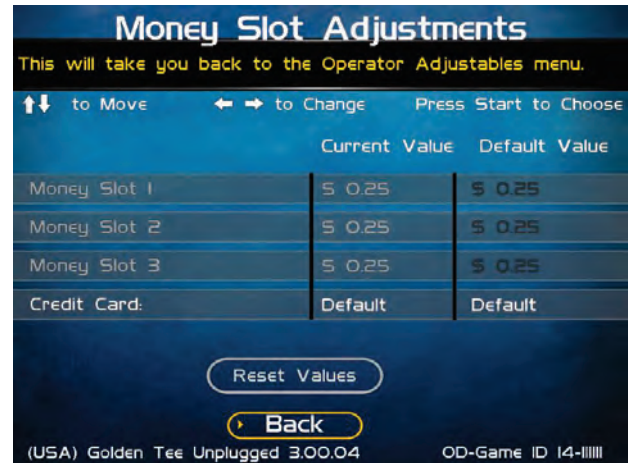 Money Slot Adjustments
This will take you back to the Operator Adjustables menu.
↑↓ to Move ← → to Change Press Start to Choose
Current Value Default Value
Money Slot 1 $ 0.25 $ 0.25
Money Slot 2 $ 0.25 $ 0.25
Money Slot 3 $ 0.25 $ 0.25
Credit Card: Default Default
Reset Values
Back
(USA) Golden Tee Unplugged 3.00.04 OD-Game ID 14-111111